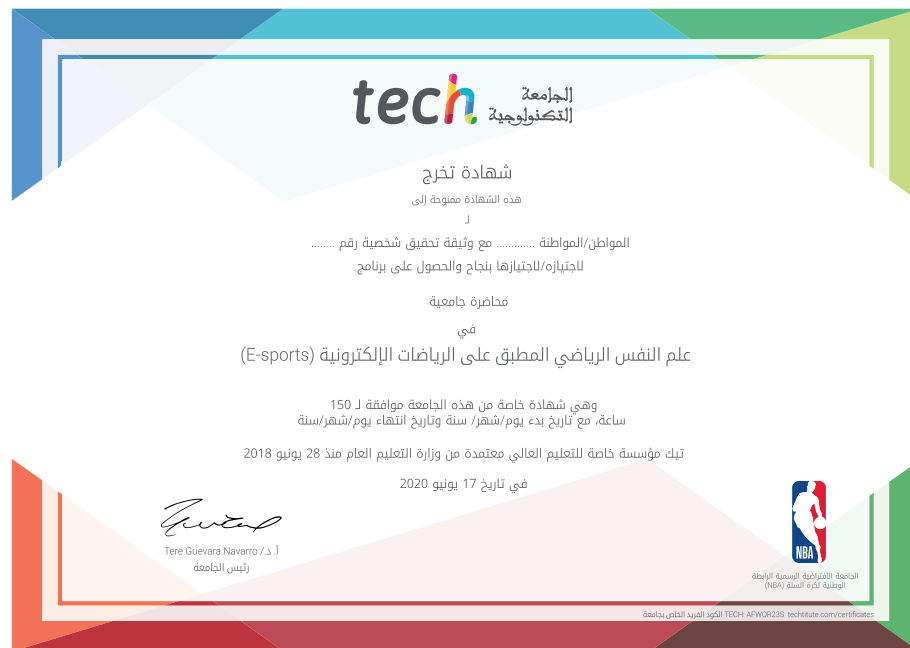 tech
الجامعة
التكنولوجية
شهادة تخرج
هذه الشهادة ممنوحة إلى
لـ
المواطن/المواطنة ............ مع وثيقة تحقيق شخصية رقم ........
لاجتيازه/لاجتيازها بنجاح والحصول على برنامج
محاضرة جامعية
في
علم النفس الرياضي المطبق على الرياضات الإلكترونية (E-sports)
وهي شهادة خاصة من هذه الجامعة موافقة لـ 150
ساعة، مع تاريخ بدء يوم/شهر/ سنة وتاريخ انتهاء يوم/شهر/سنة
تيك مؤسسة خاصة للتعليم العالي معتمدة من وزارة التعليم العام منذ 28 يونيو 2018
في تاريخ 17 يونيو 2020
أ. د./ Tere Guevara Navarro
رئيس الجامعة
NBA
الجامعة الافتراضية الرسمية الرابطة
الوطنية لكرة السلة (NBA)
الكود الفريد الخاص بجامعة TECH: AFWOR23S techtitute.com/certificates